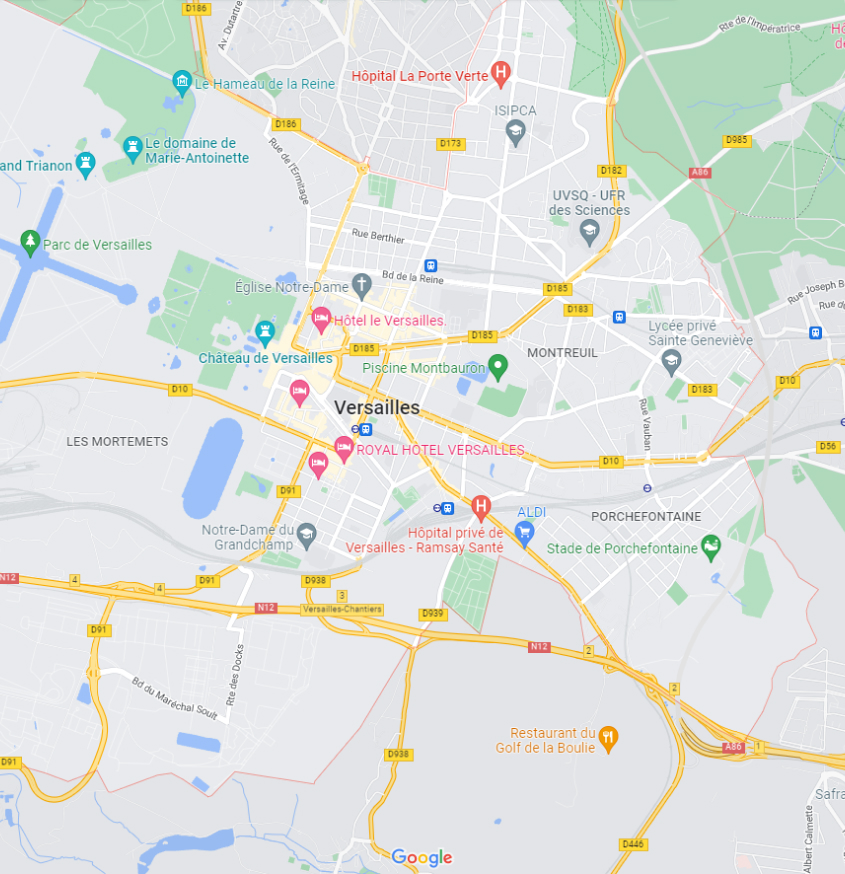 D186
Av. Dutartre
Rte de l'Impératrice
Hô
de
Hôpital La Porte Verte
Le Hameau de la Reine
ISIPCA
D186
D173
D985
Le domaine de
Marie-Antoinette
and Trianon
Rue de l'Ermitage
D182
A86
UVSQ - UFR
des Sciences
Parc de Versailles
Rue Berthier
Bd de la Reine
Église Notre-Dame
D185
Rue Joseph B
Rue de
D183
Hôtel le Versailles.
Lycée privé
Sainte Geneviève
D185
D185
MONTREUIL
Château de Versailles
Piscine Montbauron
D10
D183
D10
Versailles
Rue Vauban
LES MORTEMETS
ROYAL HOTEL VERSAILLES
D56
D10
D91
ALDI
PORCHEFONTAINE
Notre-Dame du
Grandchamp
Hôpital privé de
Versailles - Ramsay Santé
Stade de Porchefontaine
N12
4
4
D91
D938
3
N12
Versailles-Chantiers
D939
D91
N12
2
Rte des Docks
Bd du Maréchal Soult
2
Restaurant du
Golf de la Boulie
A86
1
D91
D938
Safra
Albert Calmette
D446
Google